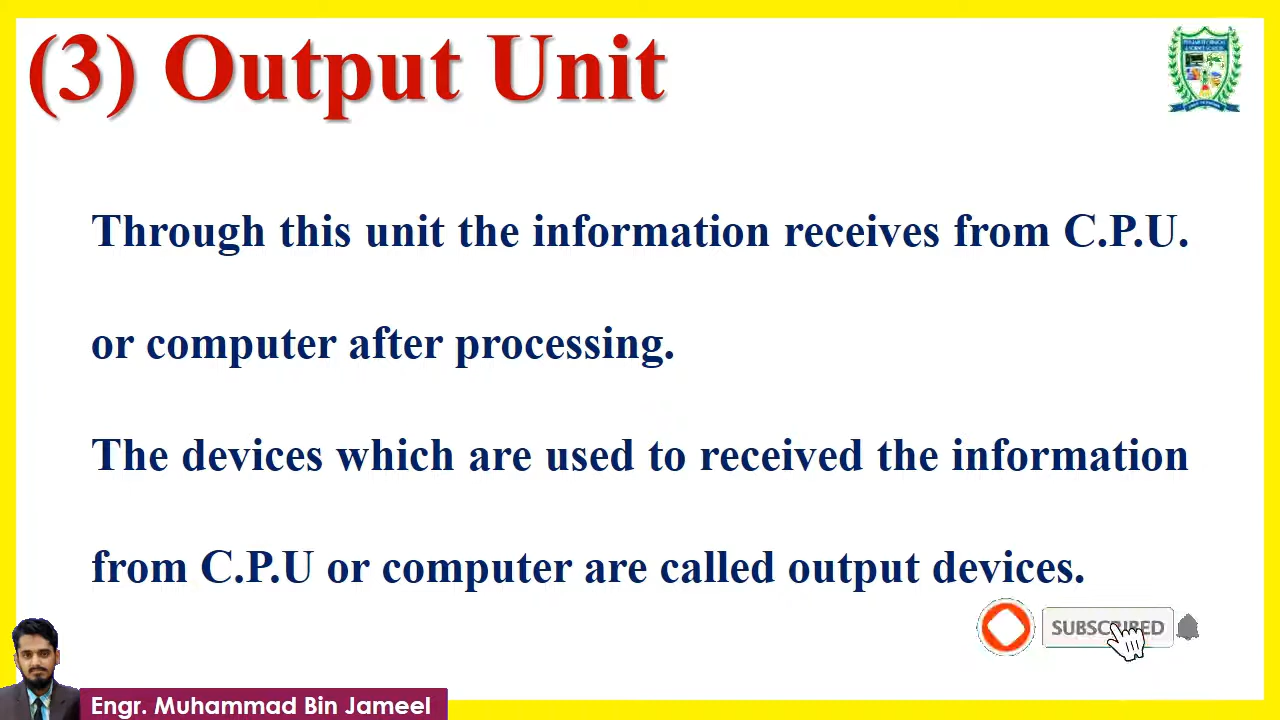 (3) Output Unit
Through this unit the information receives from C.P.U.
or computer after processing.
The devices which are used to received the information
from C.P.U or computer are called output devices.
SUBSCRIBED
Engr. Muhammad Bin Jameel